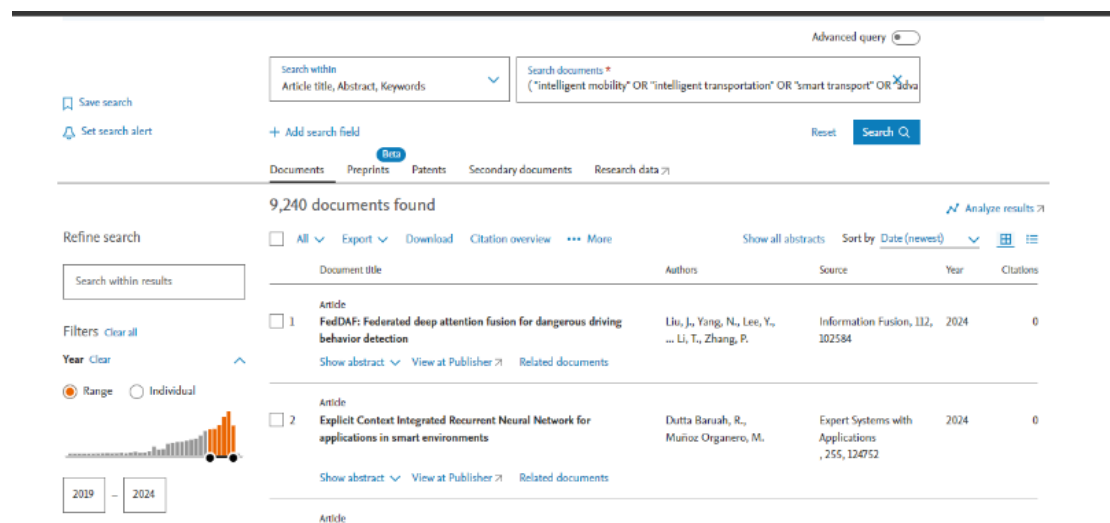 Advanced query
Search within
Article title, Abstract, Keywords
Search documents *
("intelligent mobility" OR "intelligent transportation" OR "smart transport" OR "adva
Save search
Set search alert
+ Add search field
Reset
Search
Beta
Documents
Preprints
Patents
Secondary documents
Research data
9,240 documents found
Analyze results
Refine search
All
Export
Download
Citation overview
More
Show all abstracts
Sort by Date (newest)
Search within results
Document title
Authors
Source
Year
Citations
Filters Clear all
Year Clear
Range
Individual
2019 – 2024
Article
1
FedDAF: Federated deep attention fusion for dangerous driving
behavior detection
Liu, J., Yang, N., Lee, Y.,
... Li, T., Zhang, P.
Information Fusion, 112,
102584
2024
0
Show abstract
View at Publisher
Related documents
Article
2
Explicit Context Integrated Recurrent Neural Network for
applications in smart environments
Dutta Baruah, R.,
Muñoz Organero, M.
Expert Systems with
Applications
, 255, 124752
2024
0
Show abstract
View at Publisher
Related documents
Article